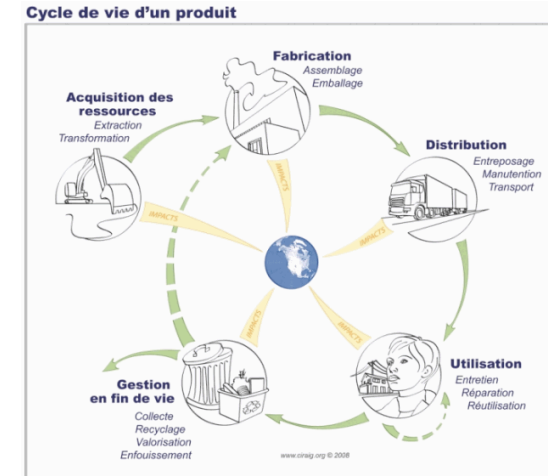 Cycle de vie d'un produit
Fabrication
Assemblage
Emballage
Acquisition des
ressources
Extraction
Transformation
Distribution
Entreposage
Manutention
Transport
IMPACTS
IMPACTS
IMPACTS
IMPACTS
IMPACTS
Utilisation
Entretien
Réparation
Réutilisation
Gestion
en fin de vie
Collecte
Recyclage
Valorisation
Enfouissement
www.ciraig.org © 2008